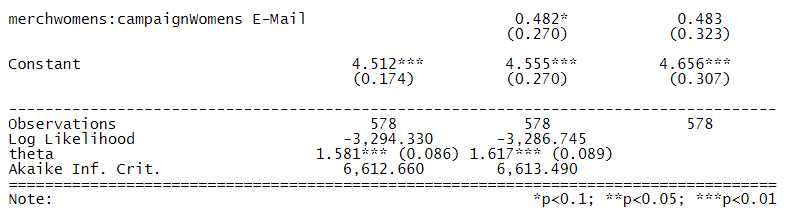 merchwomens:campaignWomens E-Mail 0.482* 0.483
(0.270) (0.323)
Constant 4.512*** 4.555*** 4.656***
(0.174) (0.270) (0.307)
--------------------------------------------------------------------------------
Observations 578 578 578
Log Likelihood -3,294.330 -3,286.745
theta 1.581*** (0.086) 1.617*** (0.089)
Akaike Inf. Crit. 6,612.660 6,613.490
================================================================================
Note: *p<0.1; **p<0.05; ***p<0.01